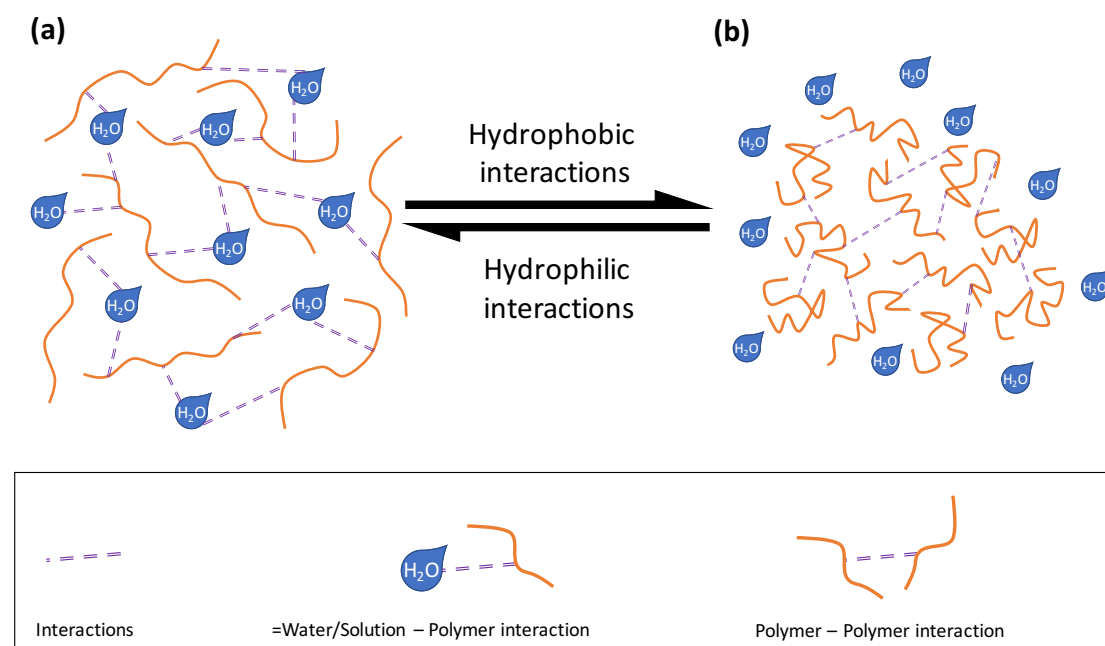 (a)
(b)
H₂O
H₂O
H₂O
H₂O
H₂O
H₂O
H₂O
H₂O
H₂O
Hydrophobic
interactions
Hydrophilic
interactions
H₂O
H₂O
H₂O
H₂O
H₂O
H₂O
H₂O
H₂O
H₂O
H₂O
H₂O
Interactions
=Water/Solution – Polymer interaction
Polymer – Polymer interaction